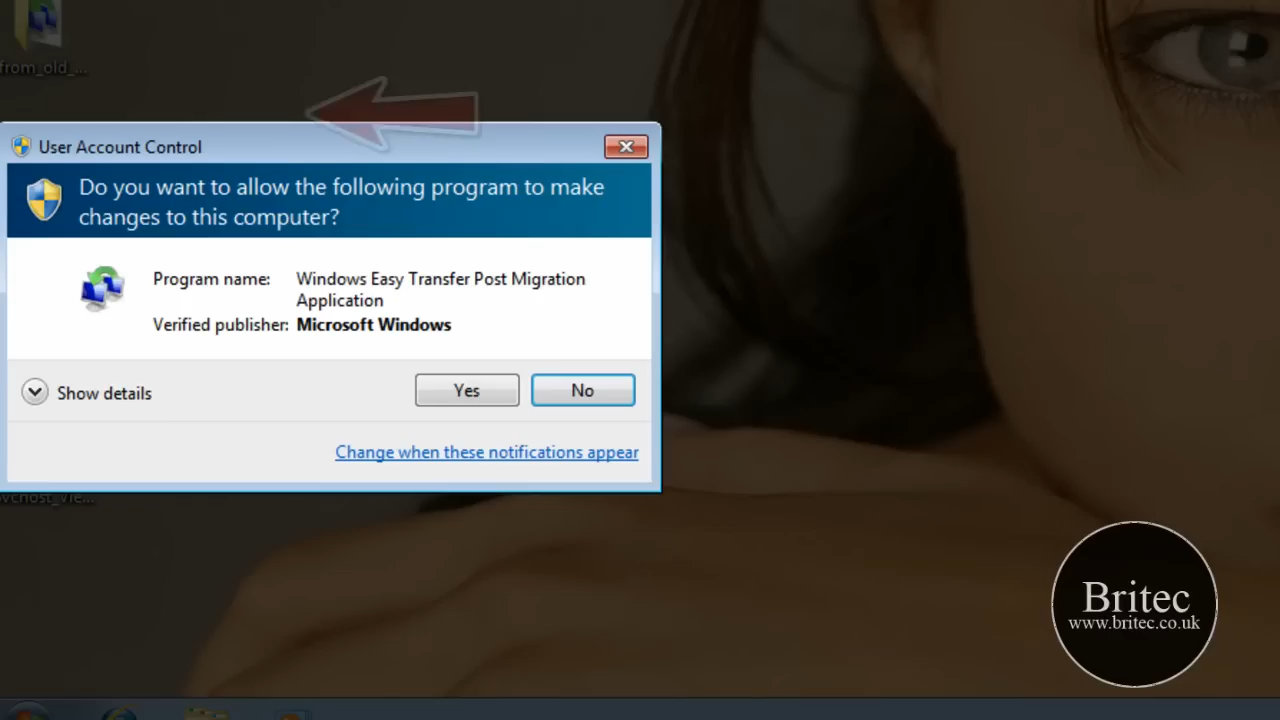 from_old_...
User Account Control
Do you want to allow the following program to make
changes to this computer?
Program name: Windows Easy Transfer Post Migration
Application
Verified publisher: Microsoft Windows
Show details
Yes
No
Change when these notifications appear
Britec
www.britec.co.uk